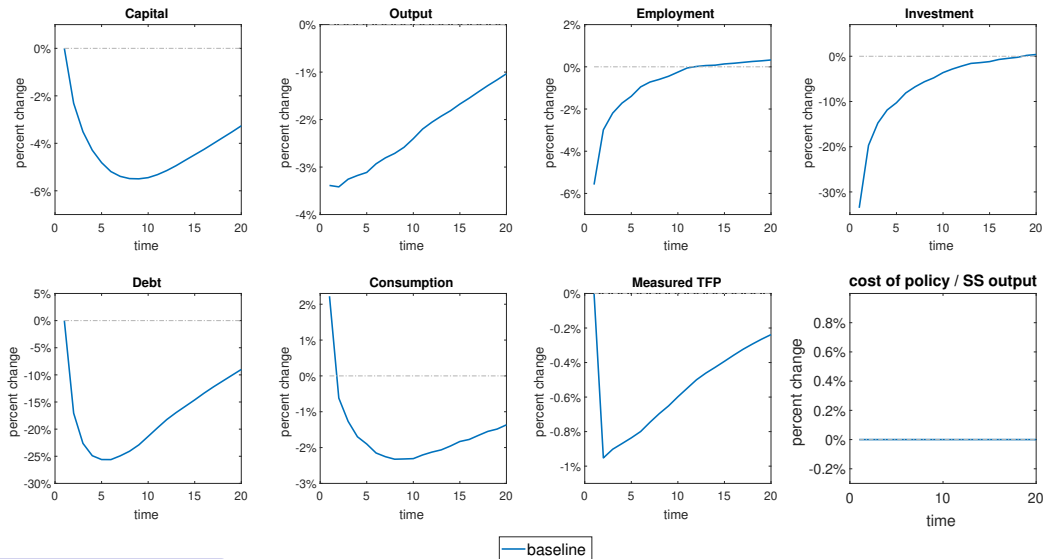 Capital
percent change
0%
-2%
-4%
-6%
0 5 10 15 20
time
Output
percent change
0%
-1%
-2%
-3%
-4%
0 5 10 15 20
time
Employment
percent change
2%
0%
-2%
-4%
-6%
0 5 10 15 20
time
Investment
percent change
0%
-10%
-20%
-30%
0 5 10 15 20
time
Debt
percent change
5%
0%
-5%
-10%
-15%
-20%
-25%
-30%
0 5 10 15 20
time
Consumption
percent change
2%
1%
0%
-1%
-2%
-3%
0 5 10 15 20
time
Measured TFP
percent change
0%
-0.2%
-0.4%
-0.6%
-0.8%
-1%
0 5 10 15 20
time
cost of policy / SS output
percent change
0.8%
0.6%
0.4%
0.2%
0%
-0.2%
0 5 10 15 20
time
baseline